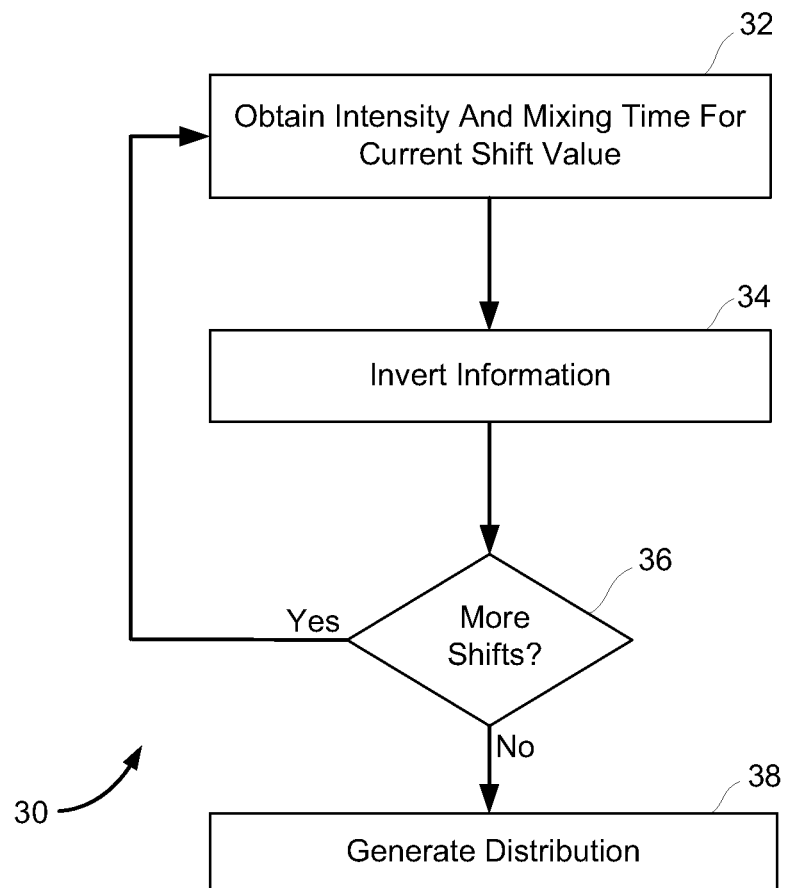 32
Obtain Intensity And Mixing Time For
Current Shift Value
34
Invert Information
36
More
Shifts?
Yes
No
30
38
Generate Distribution